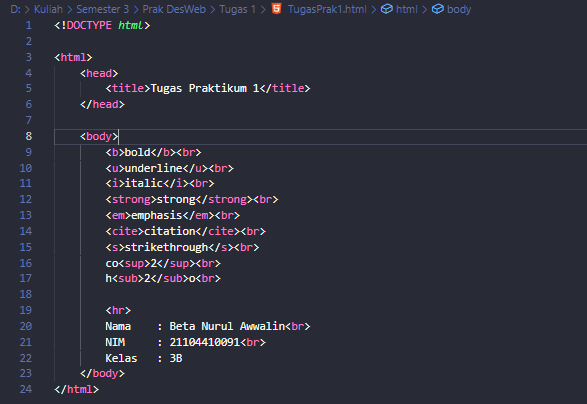 D: > Kuliah > Semester 3 > Prak DesWeb > Tugas 1 > TugasPrak1.html > html > body
1 <!DOCTYPE html>
2
3 <html>
4     <head>
5         <title>Tugas Praktikum 1</title>
6     </head>
7
8     <body>
9         <b>bold</b><br>
10         <u>underline</u><br>
11         <i>italic</i><br>
12         <strong>strong</strong><br>
13         <em>emphasis</em><br>
14         <cite>citation</cite><br>
15         <s>strikethrough</s><br>
16         co<sup>2</sup><br>
17         h<sub>2</sub>o<br>
18
19         <hr>
20         Nama    : Beta Nurul Awwalin<br>
21         NIM     : 21104410091<br>
22         Kelas   : 3B
23     </body>
24 </html>